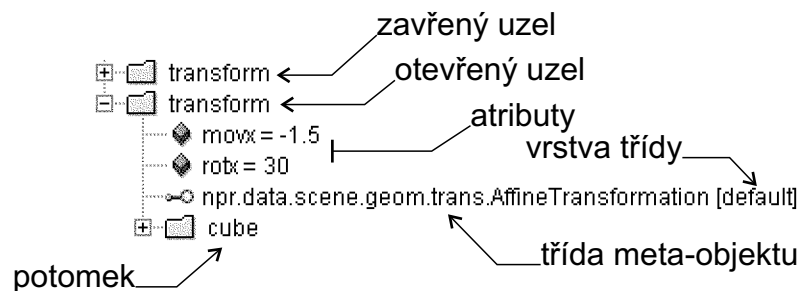 zavřený uzel
transform
otevřený uzel
transform
atributy
movx = -1.5
vrstva třídy
rotx = 30
npr.data.scene.geom.trans.AffineTransformation [default]
cube
třída meta-objektu
potomek